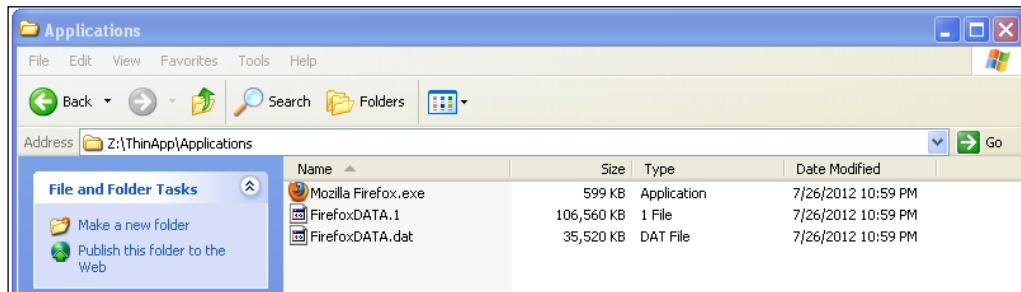 Applications
File Edit View Favorites Tools Help
Back Search Folders
Address Z:\ThinApp\Applications Go
Name Size Type Date Modified
File and Folder Tasks
Mozilla Firefox.exe 599 KB Application 7/26/2012 10:59 PM
FirefoxDATA.1 106,560 KB 1 File 7/26/2012 10:59 PM
FirefoxDATA.dat 35,520 KB DAT File 7/26/2012 10:59 PM
Make a new folder
Publish this folder to the
Web